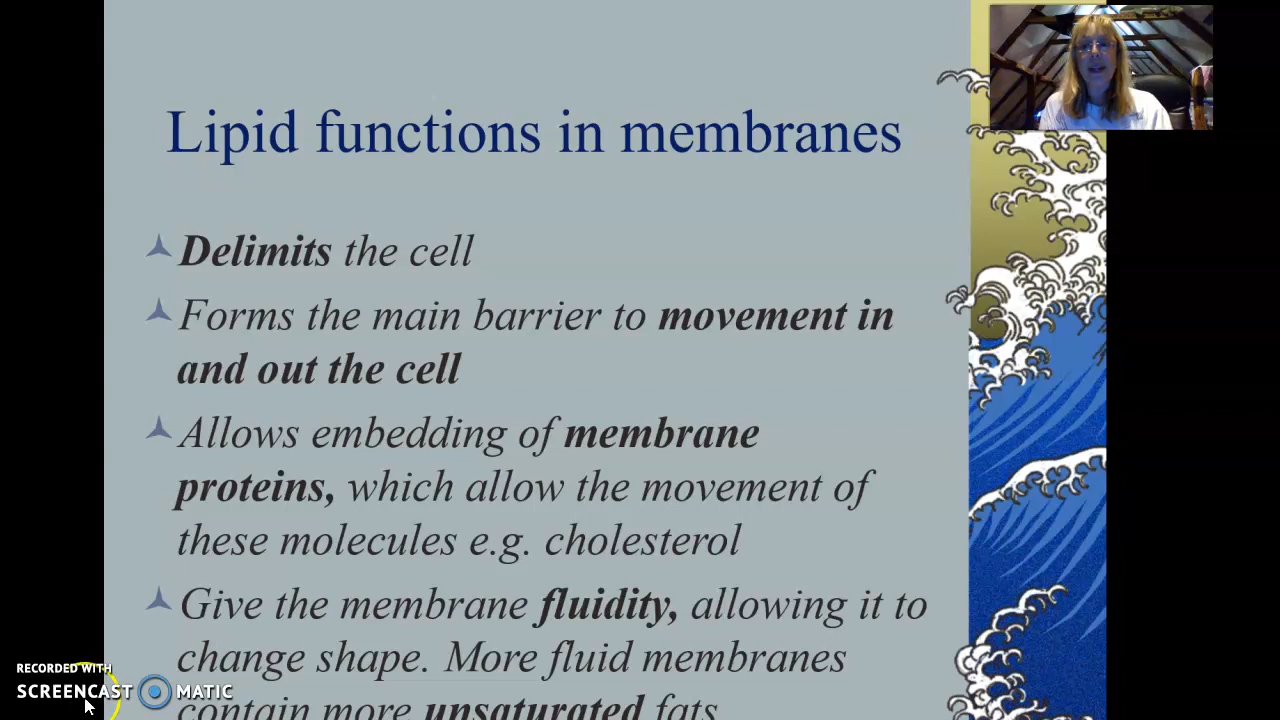 Lipid functions in membranes
Delimits the cell
Forms the main barrier to movement in
and out the cell
Allows embedding of membrane
proteins, which allow the movement of
these molecules e.g. cholesterol
Give the membrane fluidity, allowing it to
change shape. More fluid membranes
contain more unsaturated fats
RECORDED WITH
SCREENCAST MATIC